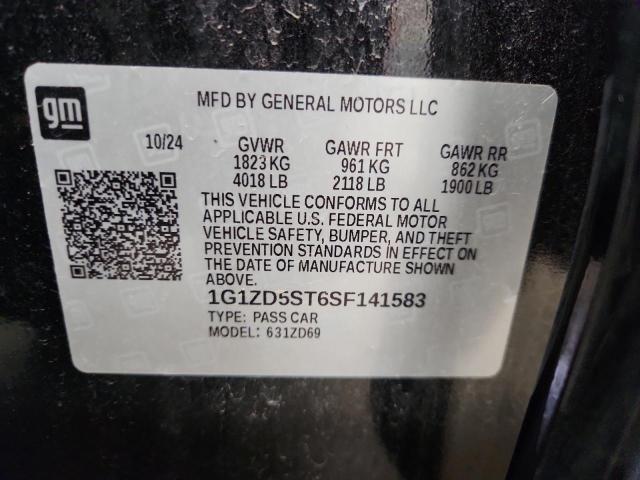 gm
MFD BY GENERAL MOTORS LLC
10/24 GVWR GAWR FRT GAWR RR
1823 KG 961 KG 862 KG
4018 LB 2118 LB 1900 LB
THIS VEHICLE CONFORMS TO ALL
APPLICABLE U.S. FEDERAL MOTOR
VEHICLE SAFETY, BUMPER, AND THEFT
PREVENTION STANDARDS IN EFFECT ON
THE DATE OF MANUFACTURE SHOWN
ABOVE.
1G1ZD5ST6SF141583
TYPE: PASS CAR
MODEL: 631ZD69